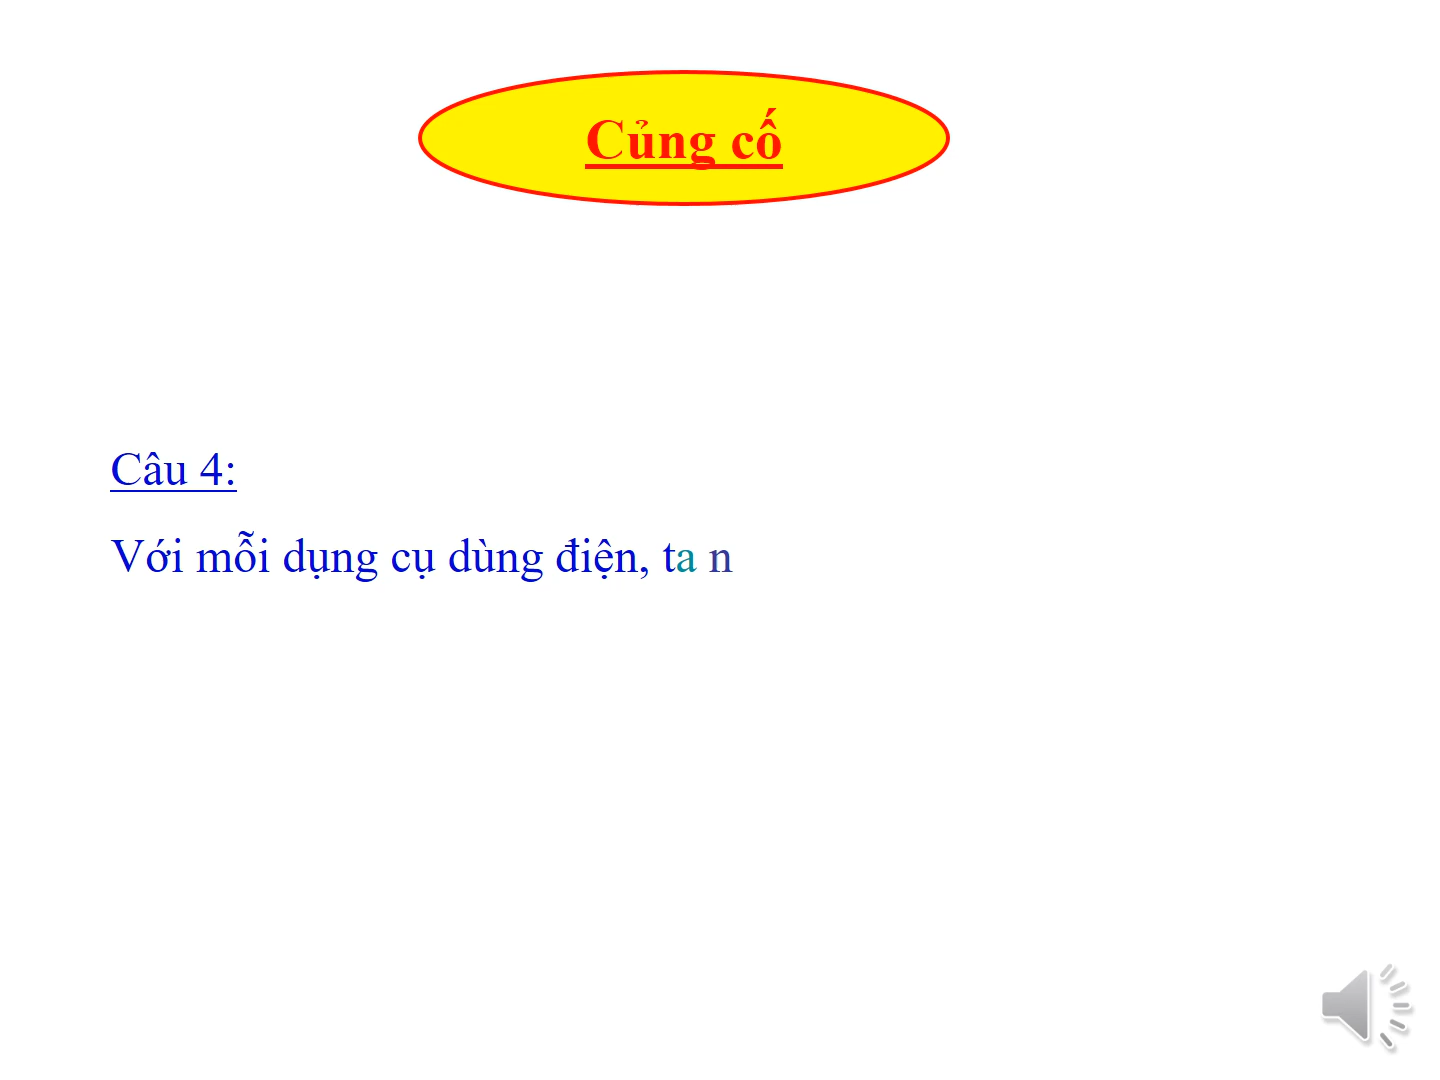 Củng cố
Câu 4:
Với mỗi dụng cụ dùng điện, ta n